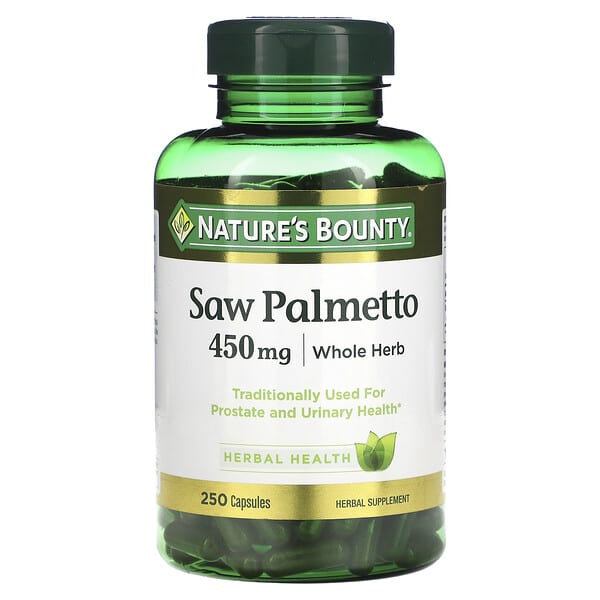 NATURE'S BOUNTY®
Saw Palmetto
450 mg | Whole Herb
Traditionally Used For
Prostate and Urinary Health*
HERBAL HEALTH
250 Capsules
HERBAL SUPPLEMENT